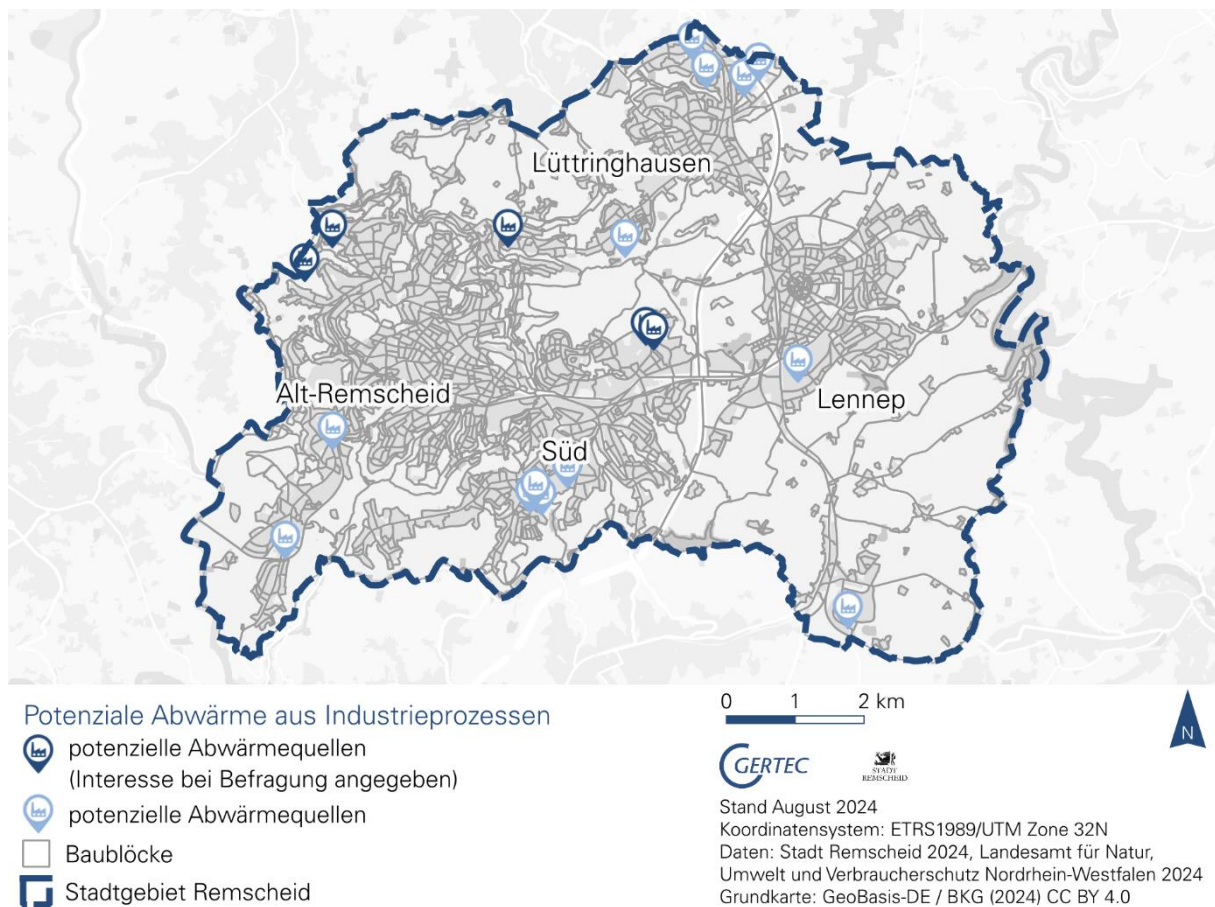 Lüttringhausen
Alt-Remscheid
Lennep
Süd
Potenziale Abwärme aus Industrieprozessen
potenzielle Abwärmequellen
(Interesse bei Befragung angegeben)
potenzielle Abwärmequellen
Baublöcke
Stadtgebiet Remscheid
0 1 2 km
N
GERTEC
STADT
REMSCHEID
Stand August 2024
Koordinatensystem: ETRS1989/UTM Zone 32N
Daten: Stadt Remscheid 2024, Landesamt für Natur,
Umwelt und Verbraucherschutz Nordrhein-Westfalen 2024
Grundkarte: GeoBasis-DE / BKG (2024) CC BY 4.0